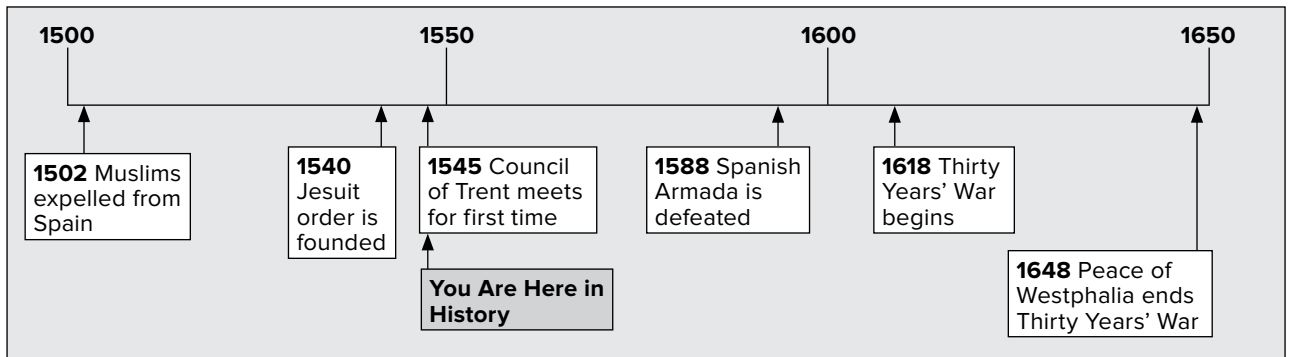 1500
1550
1600
1650
1502 Muslims
expelled from
Spain
1540
Jesuit
order is
founded
1545 Council
of Trent meets
for first time
You Are Here in
History
1588 Spanish
Armada is
defeated
1618 Thirty
Years’ War
begins
1648 Peace of
Westphalia ends
Thirty Years’ War